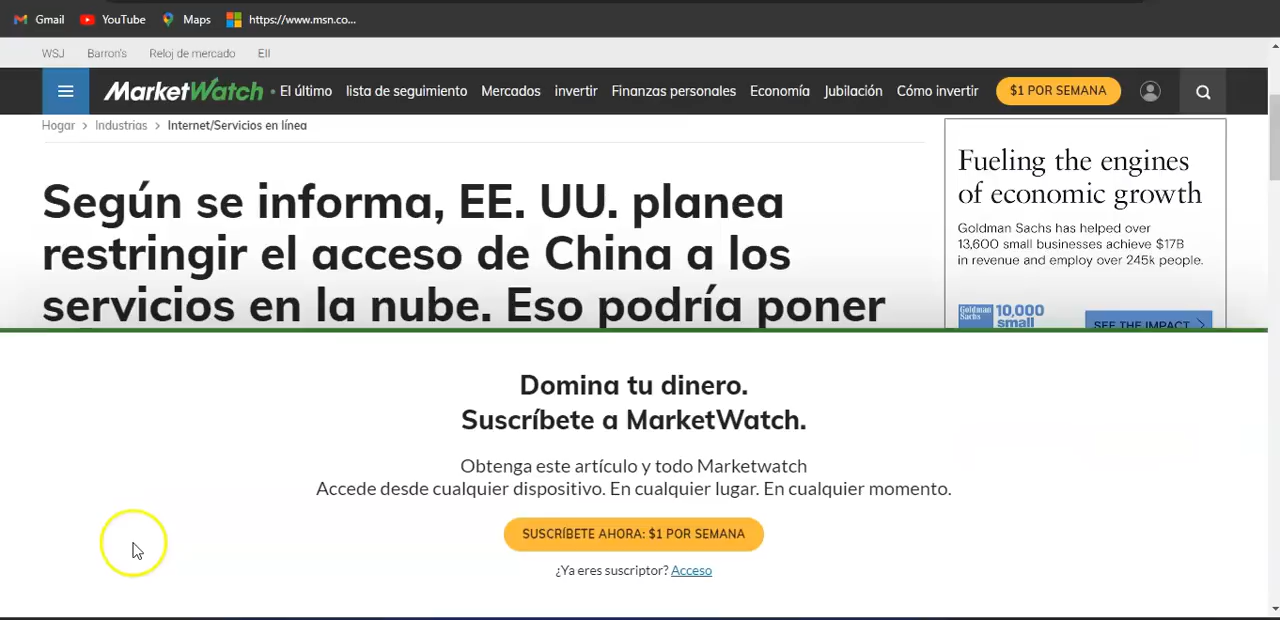 Gmail YouTube Maps https://www.msn.co...
WSJ Barron's Reloj de mercado EII
MarketWatch • El último lista de seguimiento Mercados invertir Finanzas personales Economía Jubilación Cómo invertir $1 POR SEMANA
Hogar > Industrias > Internet/Servicios en línea
Según se informa, EE. UU. planea
restringir el acceso de China a los
servicios en la nube. Eso podría poner
Fueling the engines
of economic growth
Goldman Sachs has helped over
13,600 small businesses achieve $17B
in revenue and employ over 245k people.
Goldman
Sachs
10,000
small
SEE THE IMPACT
Domina tu dinero.
Suscríbete a MarketWatch.
Obtenga este artículo y todo Marketwatch
Accede desde cualquier dispositivo. En cualquier lugar. En cualquier momento.
SUSCRÍBETE AHORA: $1 POR SEMANA
¿Ya eres suscriptor? Acceso